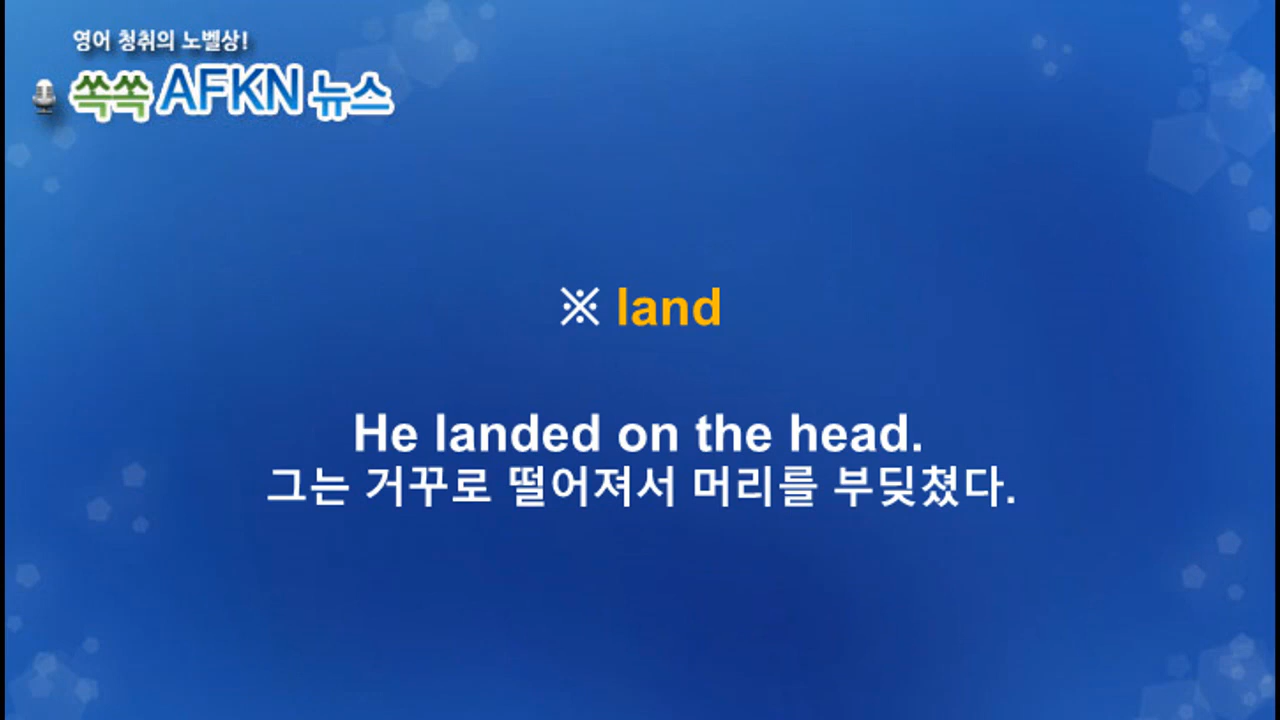 영어 청취의 노벨상!
쏙쏙 AFKN 뉴스
※ land
He landed on the head.
그는 거꾸로 떨어져서 머리를 부딪쳤다.